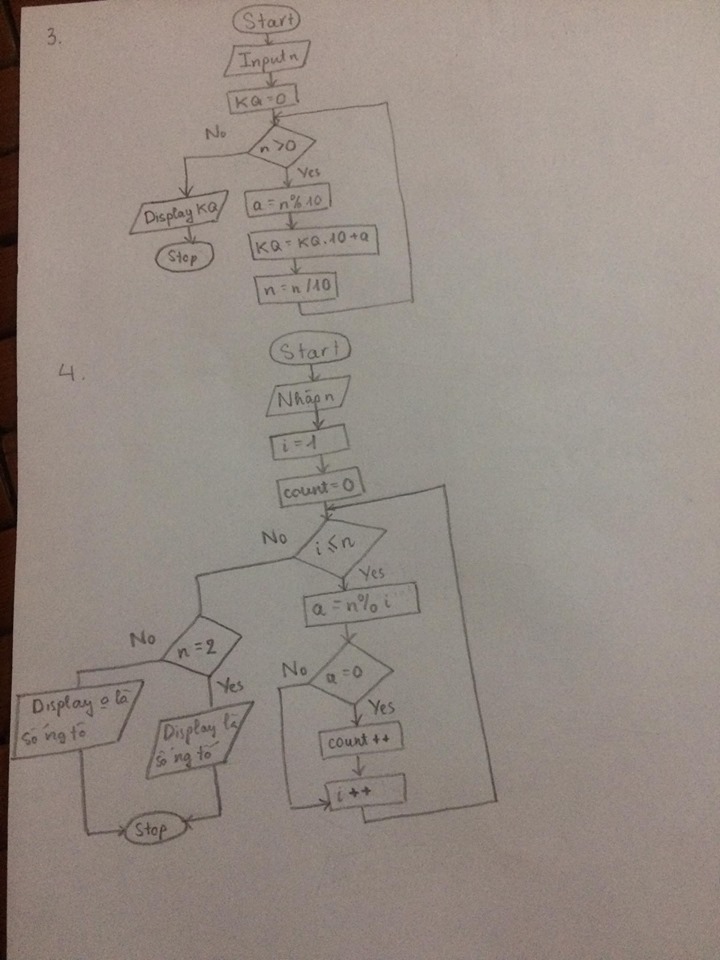 3.
Start
Input n
KQ = 0
No
n > 0
Yes
Display KQ
a = n % 10
Stop
KQ = KQ.10 + a
n = n / 10
4.
Start
Nhập n
i = 1
count = 0
No
i ≤ n
Yes
a = n % i
No
n = 2
Yes
No
a = 0
Yes
Display o là
số ng tố
Display là
số ng tố
count ++
i ++
Stop